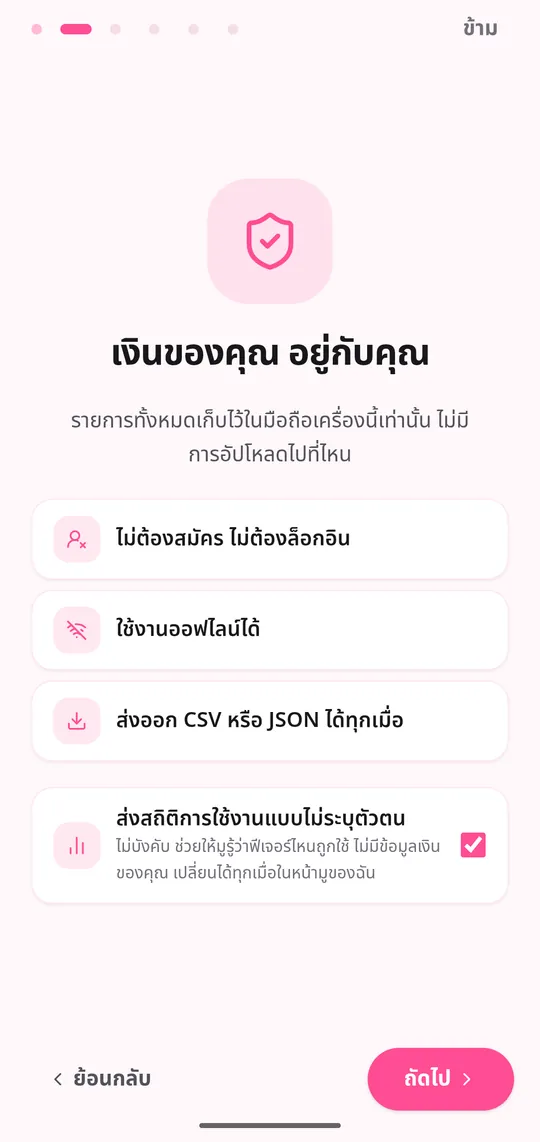 ข้าม
เงินของคุณ อยู่กับคุณ
รายการทั้งหมดเก็บไว้ในมือถือเครื่องนี้เท่านั้น ไม่มี
การอัปโหลดไปที่ไหน
ไม่ต้องสมัคร ไม่ต้องล็อกอิน
ใช้งานออฟไลน์ได้
ส่งออก CSV หรือ JSON ได้ทุกเมื่อ
ส่งสถิติการใช้งานแบบไม่ระบุตัวตน
ไม่บังคับ ช่วยให้มูรู้ว่าฟีเจอร์ไหนถูกใช้ ไม่มีข้อมูลเงิน
ของคุณ เปลี่ยนได้ทุกเมื่อในหน้ามูของฉัน
ย้อนกลับ
ถัดไป